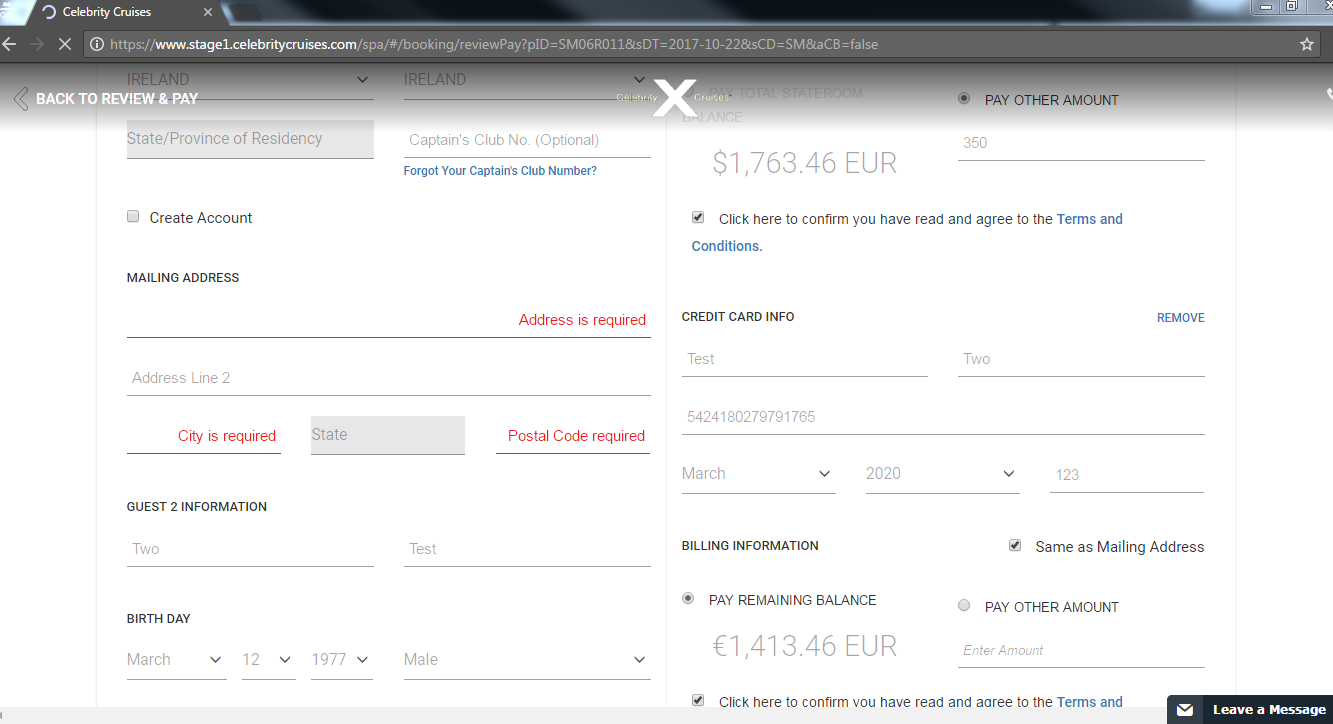 Celebrity Cruises
https://www.stage1.celebritycruises.com/spa/#/booking/reviewPay?pID=SM06R011&sDT=2017-10-22&sCD=SM&aCB=false
IRELAND
IRELAND
BACK TO REVIEW & PAY
Celebrity X Cruises
State/Province of Residency
Captain's Club No. (Optional)
Forgot Your Captain's Club Number?
Create Account
MAILING ADDRESS
Address is required
Address Line 2
City is required
State
Postal Code required
GUEST 2 INFORMATION
Two
Test
BIRTH DAY
March
12
1977
Male
PAY TOTAL STATEROOM
BALANCE
$1,763.46 EUR
PAY OTHER AMOUNT
350
Click here to confirm you have read and agree to the Terms and
Conditions.
CREDIT CARD INFO
REMOVE
Test
Two
5424180279791765
March
2020
123
BILLING INFORMATION
Same as Mailing Address
PAY REMAINING BALANCE
€1,413.46 EUR
PAY OTHER AMOUNT
Enter Amount
Click here to confirm you have read and agree to the Terms and
Leave a Message